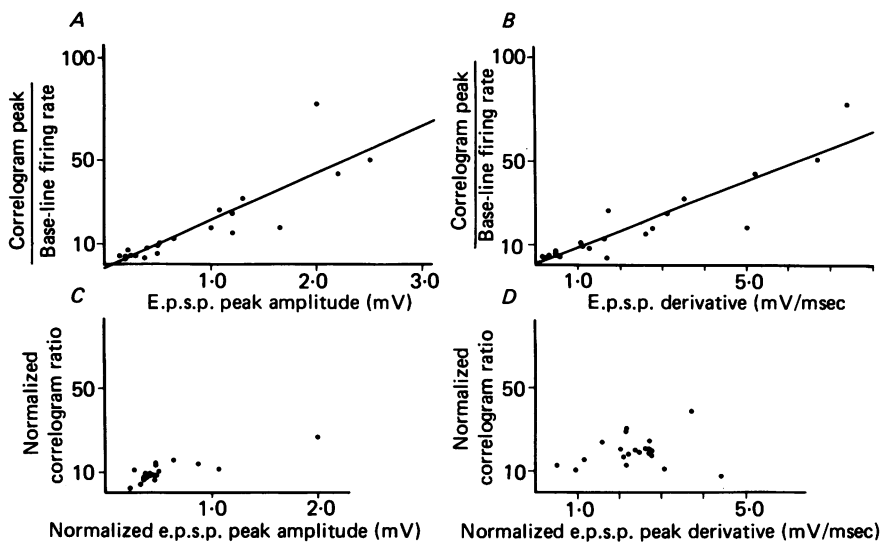 A
100
50
10
Correlogram peak
Base-line firing rate
1·0
2·0
3·0
E.p.s.p. peak amplitude (mV)
B
100
50
10
Correlogram peak
Base-line firing rate
1·0
5·0
E.p.s.p. derivative (mV/msec
C
50
10
Normalized
correlogram ratio
1·0
2·0
Normalized e.p.s.p. peak amplitude (mV)
D
50
10
Normalized
correlogram ratio
1·0
5·0
Normalized e.p.s.p. peak derivative (mV/msec)